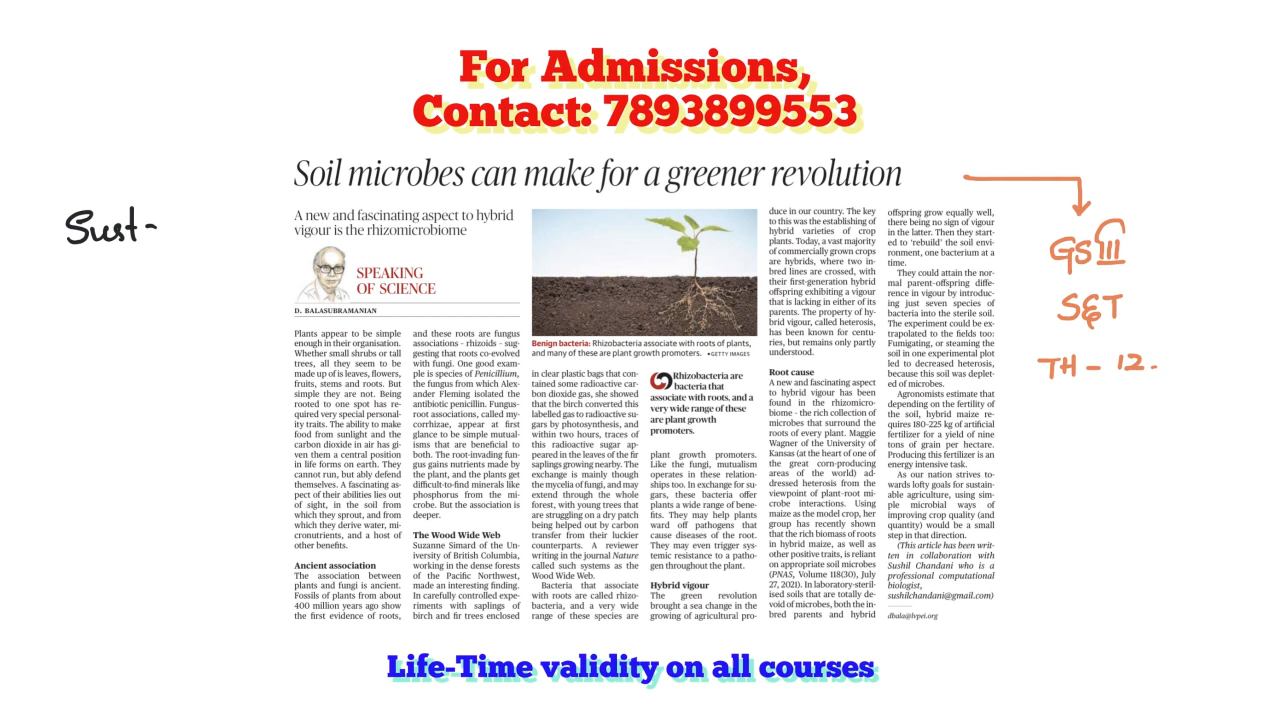 For Admissions,
Contact: 7893899553
Soil microbes can make for a greener revolution
Sust-
GS III
S&T
TH - 12.
A new and fascinating aspect to hybrid
vigour is the rhizomicrobiome
SPEAKING
OF SCIENCE
D. BALASUBRAMANIAN
Plants appear to be simple
enough in their organisation.
Whether small shrubs or tall
trees, all they seem to be
made up of is leaves, flowers,
fruits, stems and roots. But
simple they are not. Being
rooted to one spot has re-
quired very special personal-
ity traits. The ability to make
food from sunlight and the
carbon dioxide in air has gi-
ven them a central position
in life forms on earth. They
cannot run, but ably defend
themselves. A fascinating as-
pect of their abilities lies out
of sight, in the soil from
which they sprout, and from
which they derive water, mi-
cronutrients, and a host of
other benefits.
Ancient association
The association between
plants and fungi is ancient.
Fossils of plants from about
400 million years ago show
the first evidence of roots,
and these roots are fungus
associations - rhizoids - sug-
gesting that roots co-evolved
with fungi. One good exam-
ple is species of Penicillium,
the fungus from which Alex-
ander Fleming isolated the
antibiotic penicillin. Fungus-
root associations, called my-
corrhizae, appear at first
glance to be simple mutual-
isms that are beneficial to
both. The root-invading fun-
gus gains nutrients made by
the plant, and the plants get
difficult-to-find minerals like
phosphorus from the mi-
crobe. But the association is
deeper.
The Wood Wide Web
Suzanne Simard of the Un-
iversity of British Columbia,
working in the dense forests
of the Pacific Northwest,
made an interesting finding.
In carefully controlled expe-
riments with saplings of
birch and fir trees enclosed
Benign bacteria: Rhizobacteria associate with roots of plants,
and many of these are plant growth promoters. •GETTY IMAGES
in clear plastic bags that con-
tained some radioactive car-
bon dioxide gas, she showed
that the birch converted this
labelled gas to radioactive su-
gars by photosynthesis, and
within two hours, traces of
this radioactive sugar ap-
peared in the leaves of the fir
saplings growing nearby. The
exchange is mainly though
the mycelia of fungi, and may
extend through the whole
forest, with young trees that
are struggling on a dry patch
being helped out by carbon
transfer from their luckier
counterparts. A reviewer
writing in the journal Nature
called such systems as the
Wood Wide Web.
Bacteria that associate
with roots are called rhizo-
bacteria, and a very wide
range of these species are
Rhizobacteria are
bacteria that
associate with roots, and a
very wide range of these
are plant growth
promoters.
plant growth promoters.
Like the fungi, mutualism
operates in these relation-
ships too. In exchange for su-
gars, these bacteria offer
plants a wide range of bene-
fits. They may help plants
ward off pathogens that
cause diseases of the root.
They may even trigger sys-
temic resistance to a patho-
gen throughout the plant.
Hybrid vigour
The green revolution
brought a sea change in the
growing of agricultural pro-
duce in our country. The key
to this was the establishing of
hybrid varieties of crop
plants. Today, a vast majority
of commercially grown crops
are hybrids, where two in-
bred lines are crossed, with
their first-generation hybrid
offspring exhibiting a vigour
that is lacking in either of its
parents. The property of hy-
brid vigour, called heterosis,
has been known for centu-
ries, but remains only partly
understood.
Root cause
A new and fascinating aspect
to hybrid vigour has been
found in the rhizomicro-
biome - the rich collection of
microbes that surround the
roots of every plant. Maggie
Wagner of the University of
Kansas (at the heart of one of
the great corn-producing
areas of the world) ad-
dressed heterosis from the
viewpoint of plant-root mi-
crobe interactions. Using
maize as the model crop, her
group has recently shown
that the rich biomass of roots
in hybrid maize, as well as
other positive traits, is reliant
on appropriate soil microbes
(PNAS, Volume 118(30), July
27, 2021). In laboratory-steril-
ised soils that are totally de-
void of microbes, both the in-
bred parents and hybrid
offspring grow equally well,
there being no sign of vigour
in the latter. Then they start-
ed to 'rebuild' the soil envi-
ronment, one bacterium at a
time.
They could attain the nor-
mal parent-offspring diffe-
rence in vigour by introduc-
ing just seven species of
bacteria into the sterile soil.
The experiment could be ex-
trapolated to the fields too:
Fumigating, or steaming the
soil in one experimental plot
led to decreased heterosis,
because this soil was deplet-
ed of microbes.
Agronomists estimate that
depending on the fertility of
the soil, hybrid maize re-
quires 180-225 kg of artificial
fertilizer for a yield of nine
tons of grain per hectare.
Producing this fertilizer is an
energy intensive task.
As our nation strives to-
wards lofty goals for sustain-
able agriculture, using sim-
ple microbial ways of
improving crop quality (and
quantity) would be a small
step in that direction.
(This article has been writ-
ten in collaboration with
Sushil Chandani who is a
professional computational
biologist,
sushilchandani@gmail.com)
dbala@lvpei.org
Life-Time validity on all courses